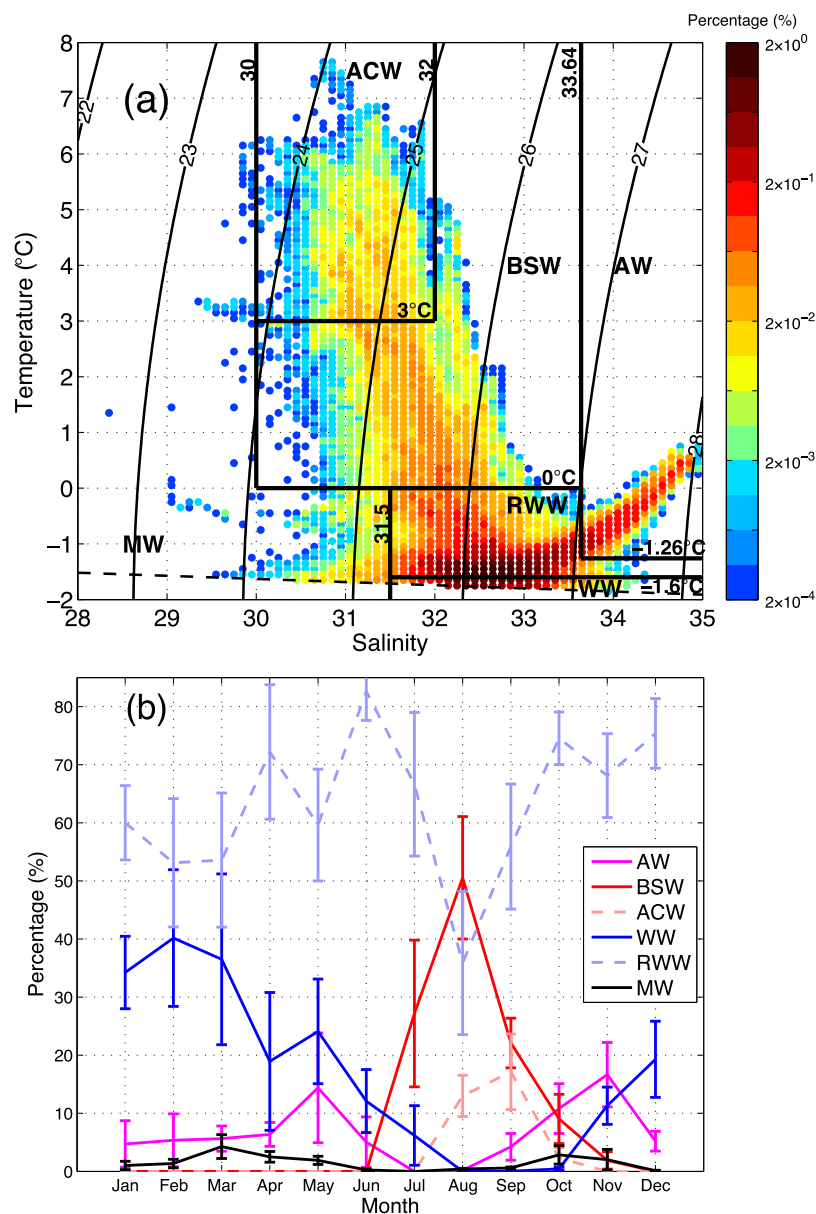 Percentage (%)
(a)
30
ACW
32
33.64
22
23
24
25
26
27
28
BSW
AW
3°C
0°C
RWW
31.5
MW
−1.26°C
WW
−1.6°C
8
7
6
5
4
3
2
1
0
−1
−2
Temperature (°C)
28 29 30 31 32 33 34 35
Salinity
2×10⁰
2×10⁻¹
2×10⁻²
2×10⁻³
2×10⁻⁴
(b)
80
70
60
50
40
30
20
10
0
Percentage (%)
AW
BSW
ACW
WW
RWW
MW
Jan Feb Mar Apr May Jun Jul Aug Sep Oct Nov Dec
Month